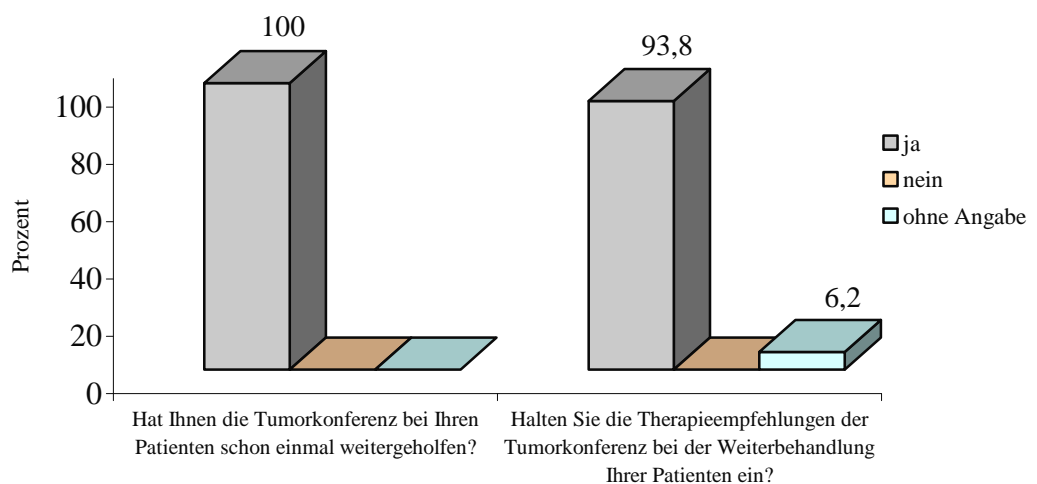 100
93,8
100
80
60
40
20
0
Prozent
6,2
ja
nein
ohne Angabe
Hat Ihnen die Tumorkonferenz bei Ihren
Patienten schon einmal weitergeholfen?
Halten Sie die Therapieempfehlungen der
Tumorkonferenz bei der Weiterbehandlung
Ihrer Patienten ein?